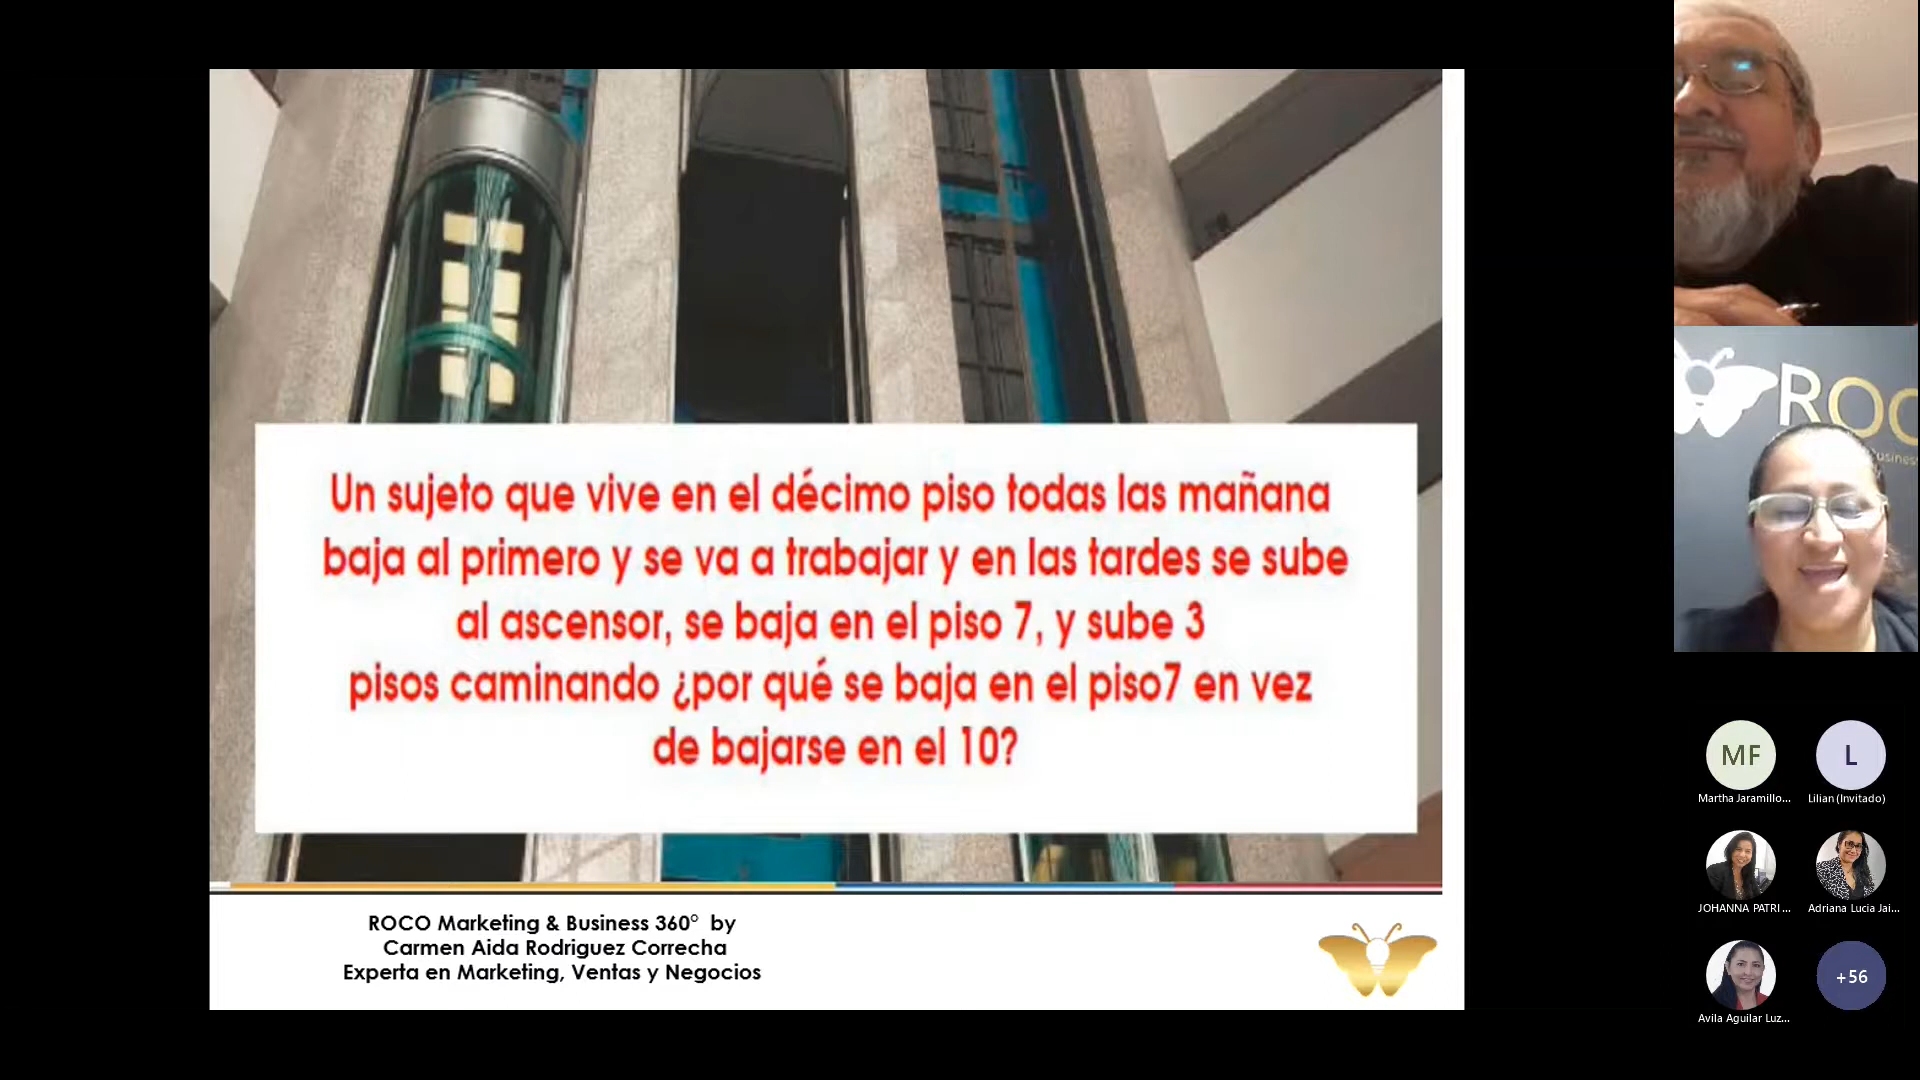 Un sujeto que vive en el décimo piso todas las mañana
baja al primero y se va a trabajar y en las tardes se sube
al ascensor, se baja en el piso 7, y sube 3
pisos caminando ¿por qué se baja en el piso7 en vez
de bajarse en el 10?
ROCO Marketing & Business 360° by
Carmen Aida Rodriguez Correcha
Experta en Marketing, Ventas y Negocios
ROC
MF
L
Martha Jaramillo...
Lilian (Invitado)
JOHANNA PATRI...
Adriana Lucia Jai...
+56
Avila Aguilar Luz...